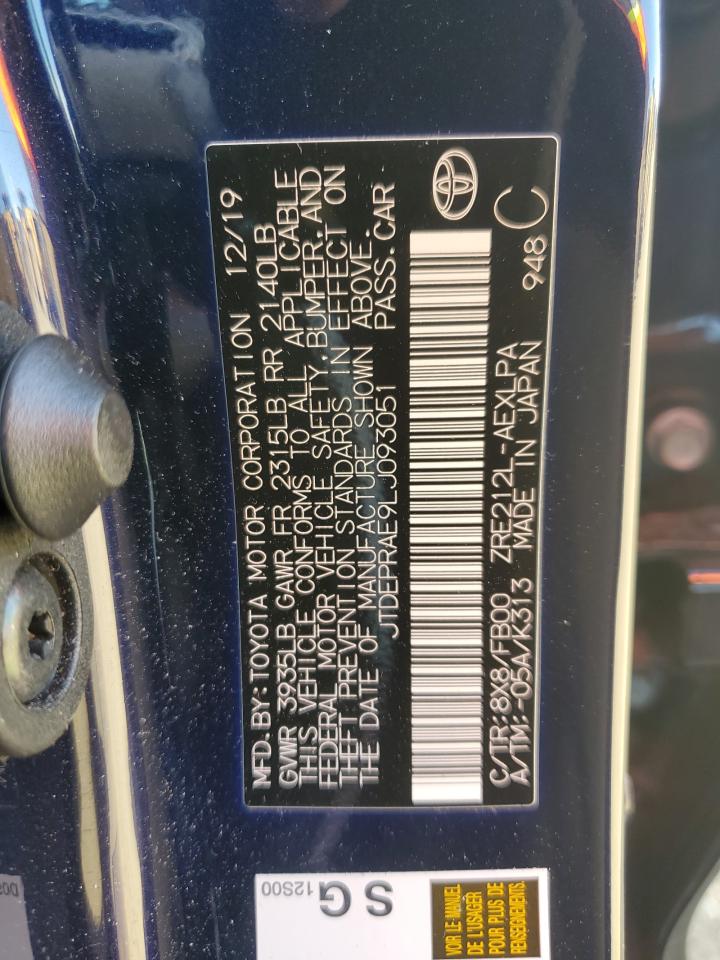 MFD.BY:TOYOTA MOTOR CORPORATION 12/19
GVWR 3935LB GAWR FR 2315LB RR 2140LB
THIS VEHICLE CONFORMS TO ALL APPLICABLE
FEDERAL MOTOR VEHICLE SAFETY,BUMPER,AND
THEFT PREVENTION STANDARDS IN EFFECT ON
THE DATE OF MANUFACTURE SHOWN ABOVE.
JTDEPRAE9LJ093051 PASS.CAR
C/TR:8X8/FB00 ZRE212L-AEXLPA 948 C
A/TM:-05A/K313 MADE IN JAPAN
S G
12S00
VOIR LE MANUEL
DE L'USAGER
POUR PLUS DE
RENSEIGNEMENTS.